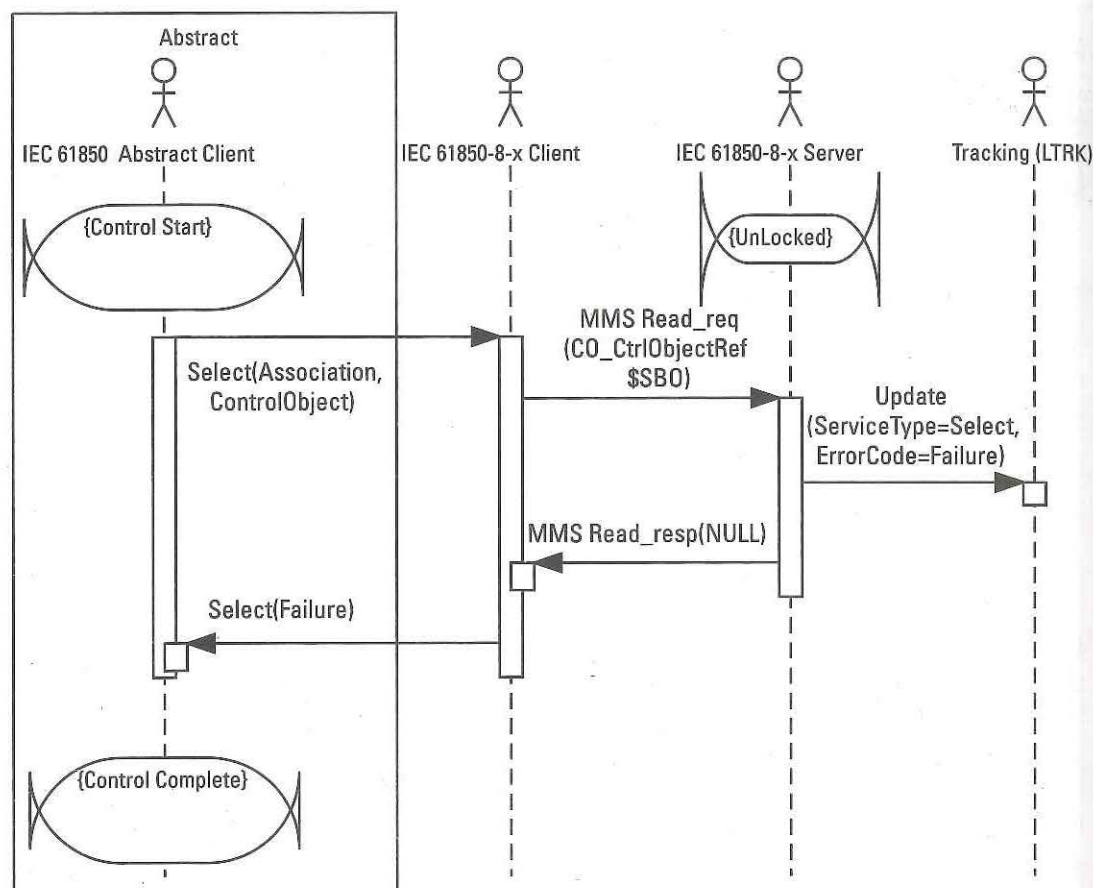 Abstract
IEC 61850 Abstract Client
IEC 61850-8-x Client
IEC 61850-8-x Server
Tracking (LTRK)
{Control Start}
{UnLocked}
Select(Association,
ControlObject)
MMS Read_req
(CO_CtrlObjectRef
$SBO)
Update
(ServiceType=Select,
ErrorCode=Failure)
MMS Read_resp(NULL)
Select(Failure)
{Control Complete}